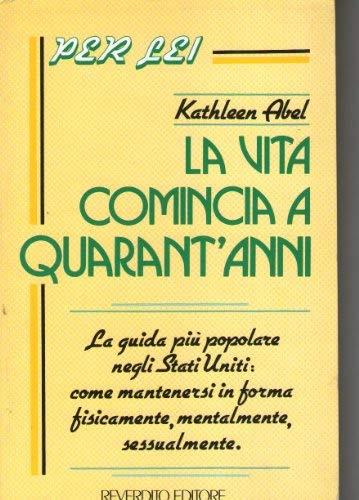 PER LEI
Kathleen Abel
LA VITA
COMINCIA A
QUARANT'ANNI
La guida più popolare
negli Stati Uniti:
come mantenersi in forma
fisicamente, mentalmente,
sessualmente.
REVERDITO EDITORE